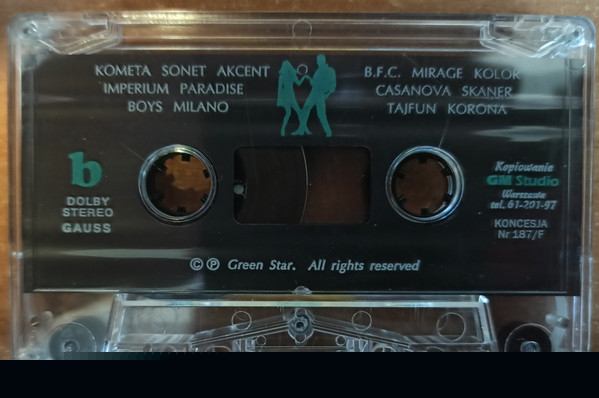 KOMETA SONET AKCENT
IMPERIUM PARADISE
BOYS MILANO
B.F.C. MIRAGE KOLOR
CASANOVA SKANER
TAJFUN KORONA
b
DOLBY
STEREO
GAUSS
Kopiowanie
GM Studio
Warszawa
tel. 61-291-97
KONCESJA
Nr 187/F
© ℗ Green Star. All rights reserved